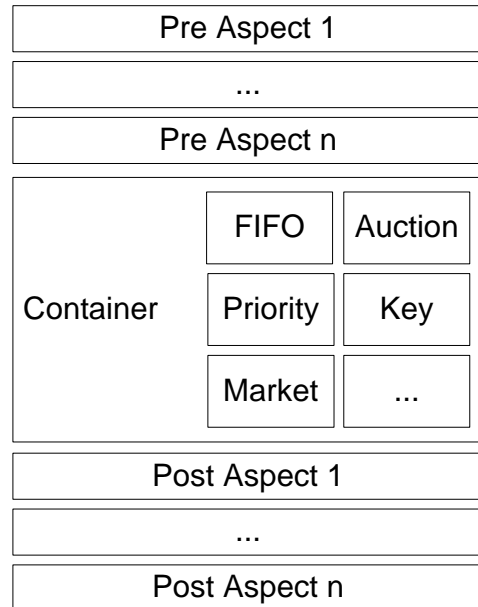 Pre Aspect 1
...
Pre Aspect n
FIFO Auction
Container Priority Key
Market ...
Post Aspect 1
...
Post Aspect n